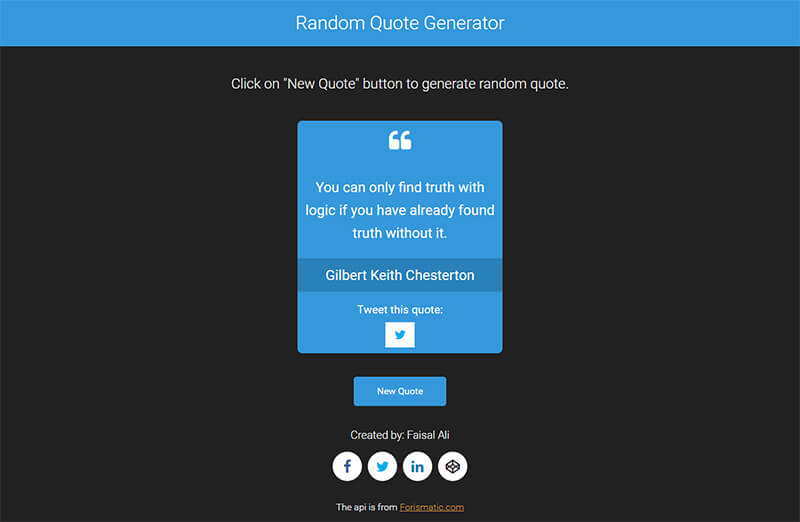 Random Quote Generator
Click on "New Quote" button to generate random quote.
You can only find truth with
logic if you have already found
truth without it.
Gilbert Keith Chesterton
Tweet this quote:
New Quote
Created by: Faisal Ali
The api is from Forismatic.com